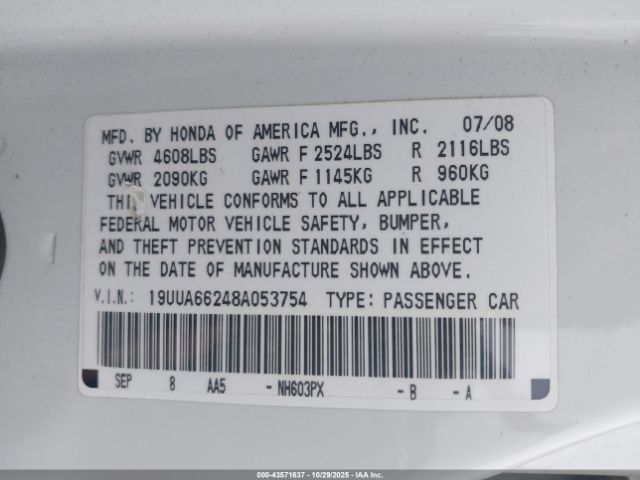 MFD. BY HONDA OF AMERICA MFG., INC. 07/08
GVWR 4608LBS GAWR F 2524LBS R 2116LBS
GVWR 2090KG GAWR F 1145KG R 960KG
THIS VEHICLE CONFORMS TO ALL APPLICABLE
FEDERAL MOTOR VEHICLE SAFETY, BUMPER,
AND THEFT PREVENTION STANDARDS IN EFFECT
ON THE DATE OF MANUFACTURE SHOWN ABOVE.
V.I.N.: 19UUA66248A053754 TYPE: PASSENGER CAR
SEP 8 AA5 - NH603PX - B - A
000-43571637 - 10/29/2025 - IAA Inc.